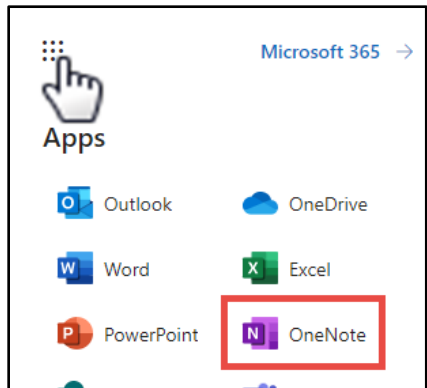 Microsoft 365
Apps
Outlook OneDrive
Word Excel
PowerPoint OneNote